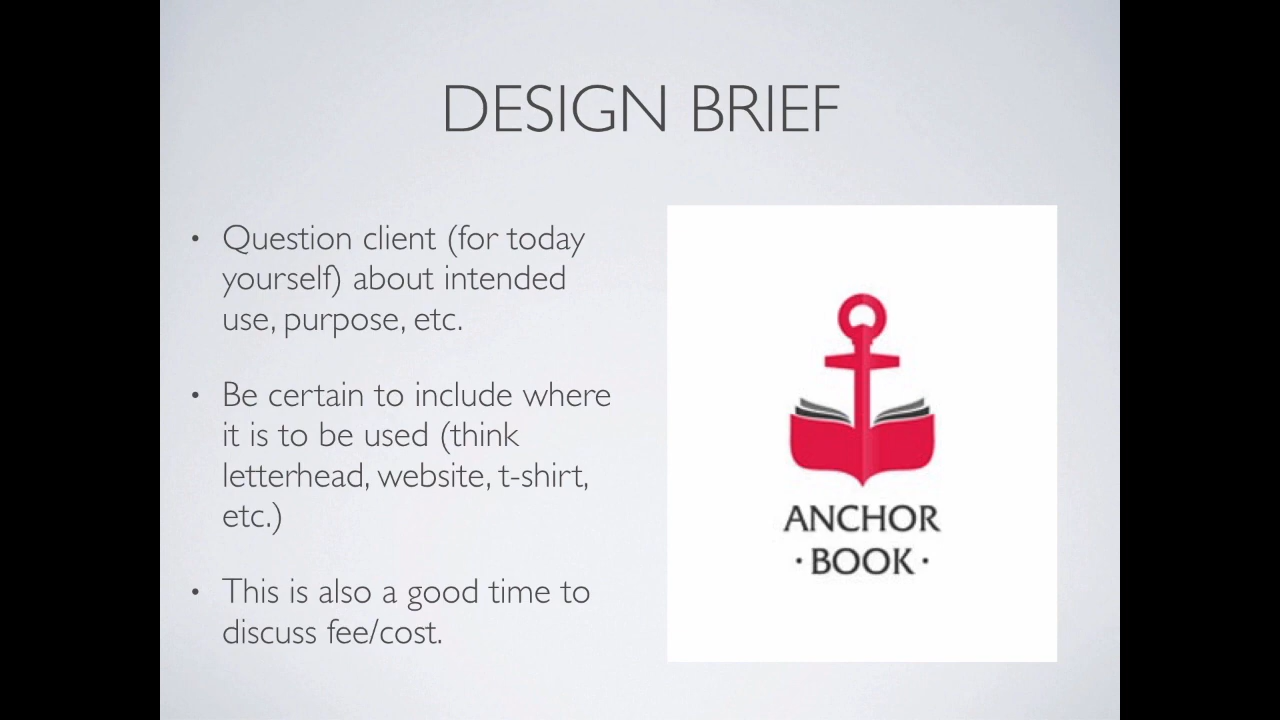 DESIGN BRIEF
• Question client (for today
yourself) about intended
use, purpose, etc.
• Be certain to include where
it is to be used (think
letterhead, website, t-shirt,
etc.)
• This is also a good time to
discuss fee/cost.
ANCHOR
· BOOK ·